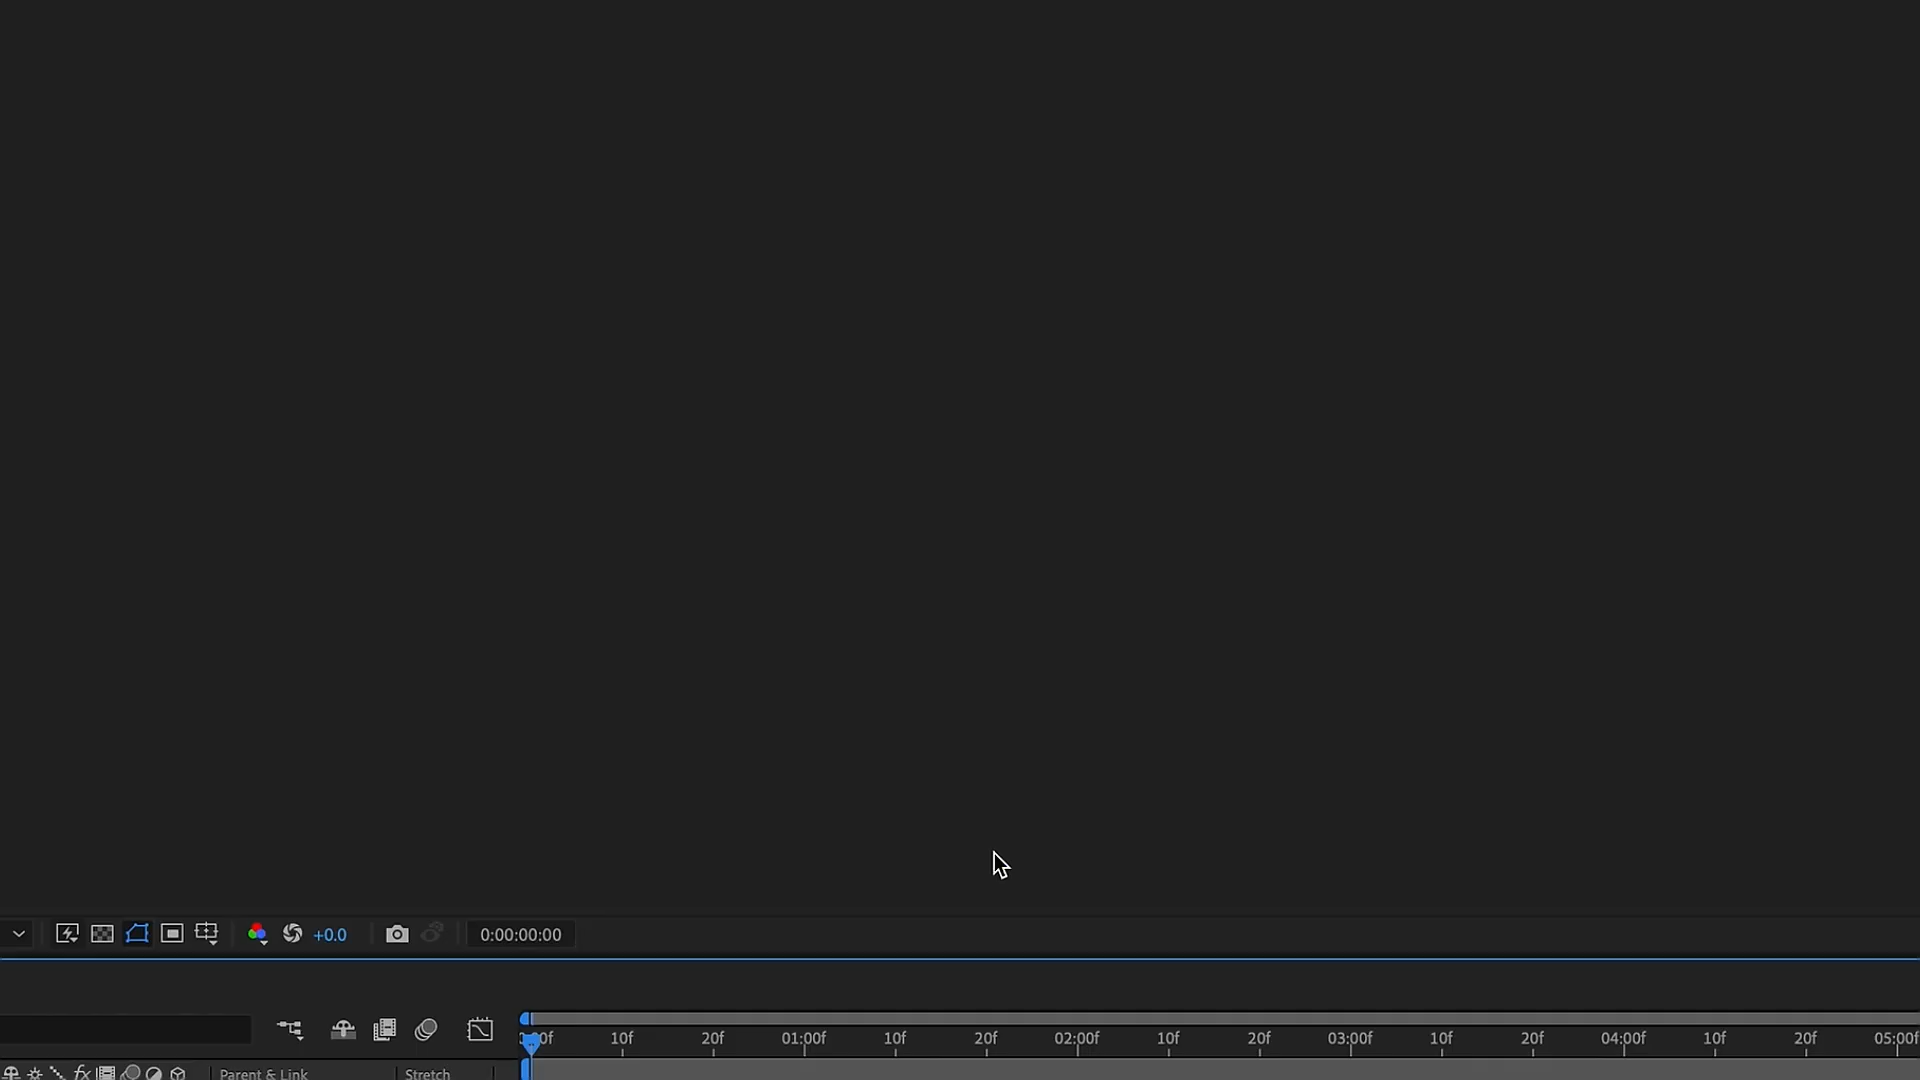 +0.0 0:00:00:00
10f 20f 01:00f 10f 20f 02:00f 10f 20f 03:00f 10f 20f 04:00f 10f 20f 05:00f
fx Parent & Link Stretch